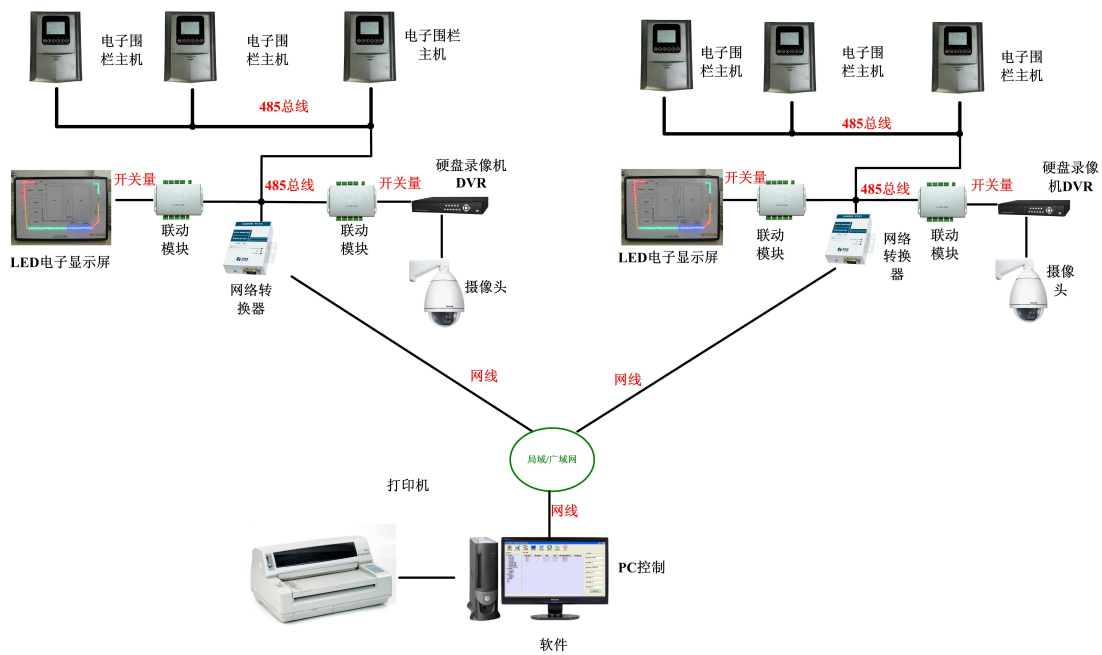 电子围
栏主机
电子围
栏主机
电子围栏
主机
485总线
开关量
485总线
开关量
硬盘录像机
DVR
联动
模块
联动
模块
LED电子显示屏
网络转
换器
摄像头
电子围
栏主机
电子围
栏主机
电子围
栏主机
485总线
开关量
485总线
开关量
硬盘录像
机DVR
联动
模块
网络
转换
器
联动
模块
LED电子显示屏
摄像
头
网线
网线
局域/广域网
网线
打印机
PC控制
软件